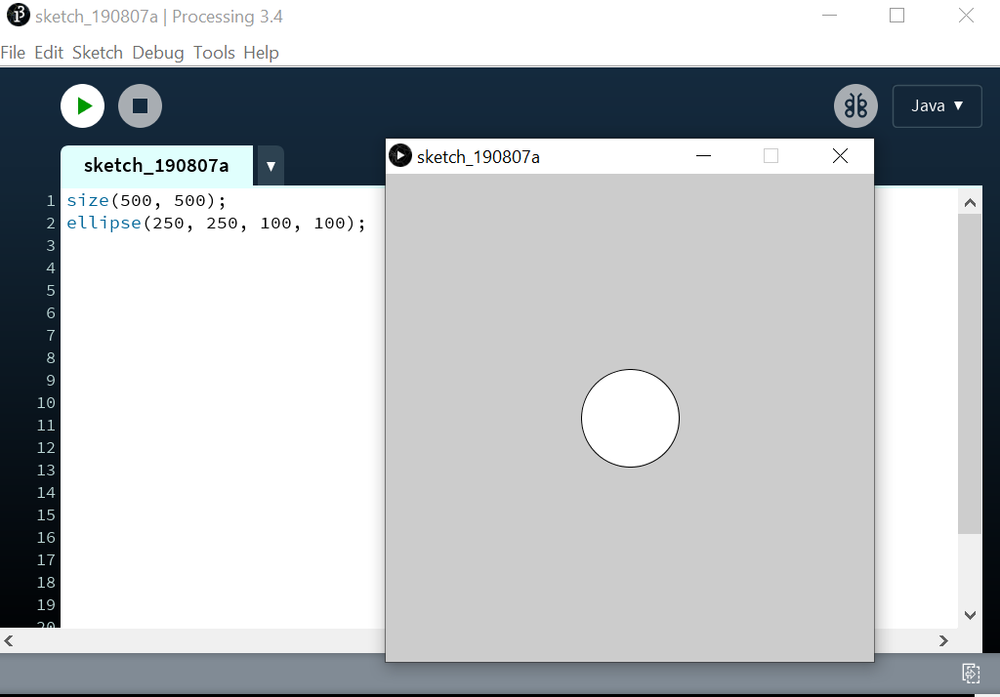 sketch_190807a | Processing 3.4
File Edit Sketch Debug Tools Help
Java ▼
sketch_190807a ▼
sketch_190807a
1 size(500, 500);
2 ellipse(250, 250, 100, 100);
3
4
5
6
7
8
9
10
11
12
13
14
15
16
17
18
19
20